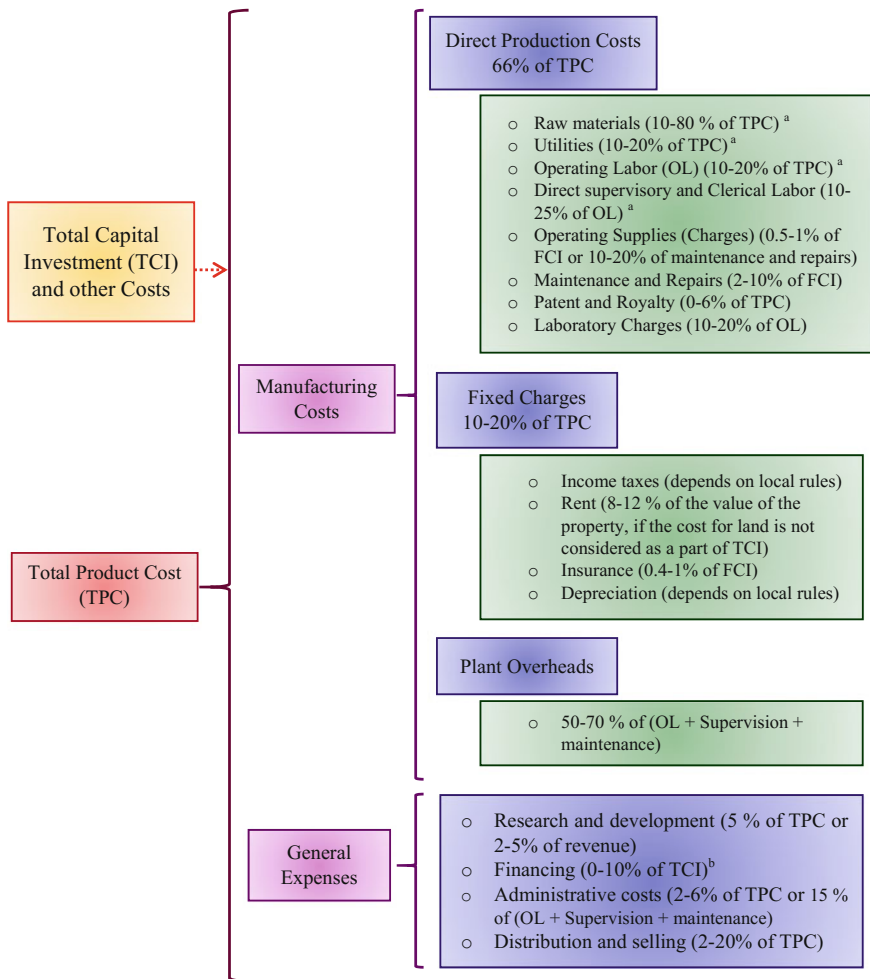 Direct Production Costs
66% of TPC
o Raw materials (10-80 % of TPC) a
o Utilities (10-20% of TPC) a
o Operating Labor (OL) (10-20% of TPC) a
o Direct supervisory and Clerical Labor (10-
25% of OL) a
o Operating Supplies (Charges) (0.5-1% of
FCI or 10-20% of maintenance and repairs)
o Maintenance and Repairs (2-10% of FCI)
o Patent and Royalty (0-6% of TPC)
o Laboratory Charges (10-20% of OL)
Total Capital
Investment (TCI)
and other Costs
Manufacturing
Costs
Fixed Charges
10-20% of TPC
o Income taxes (depends on local rules)
o Rent (8-12 % of the value of the
property, if the cost for land is not
considered as a part of TCI)
o Insurance (0.4-1% of FCI)
o Depreciation (depends on local rules)
Total Product Cost
(TPC)
Plant Overheads
o 50-70 % of (OL + Supervision +
maintenance)
General
Expenses
o Research and development (5 % of TPC or
2-5% of revenue)
o Financing (0-10% of TCI)b
o Administrative costs (2-6% of TPC or 15 %
of (OL + Supervision + maintenance)
o Distribution and selling (2-20% of TPC)